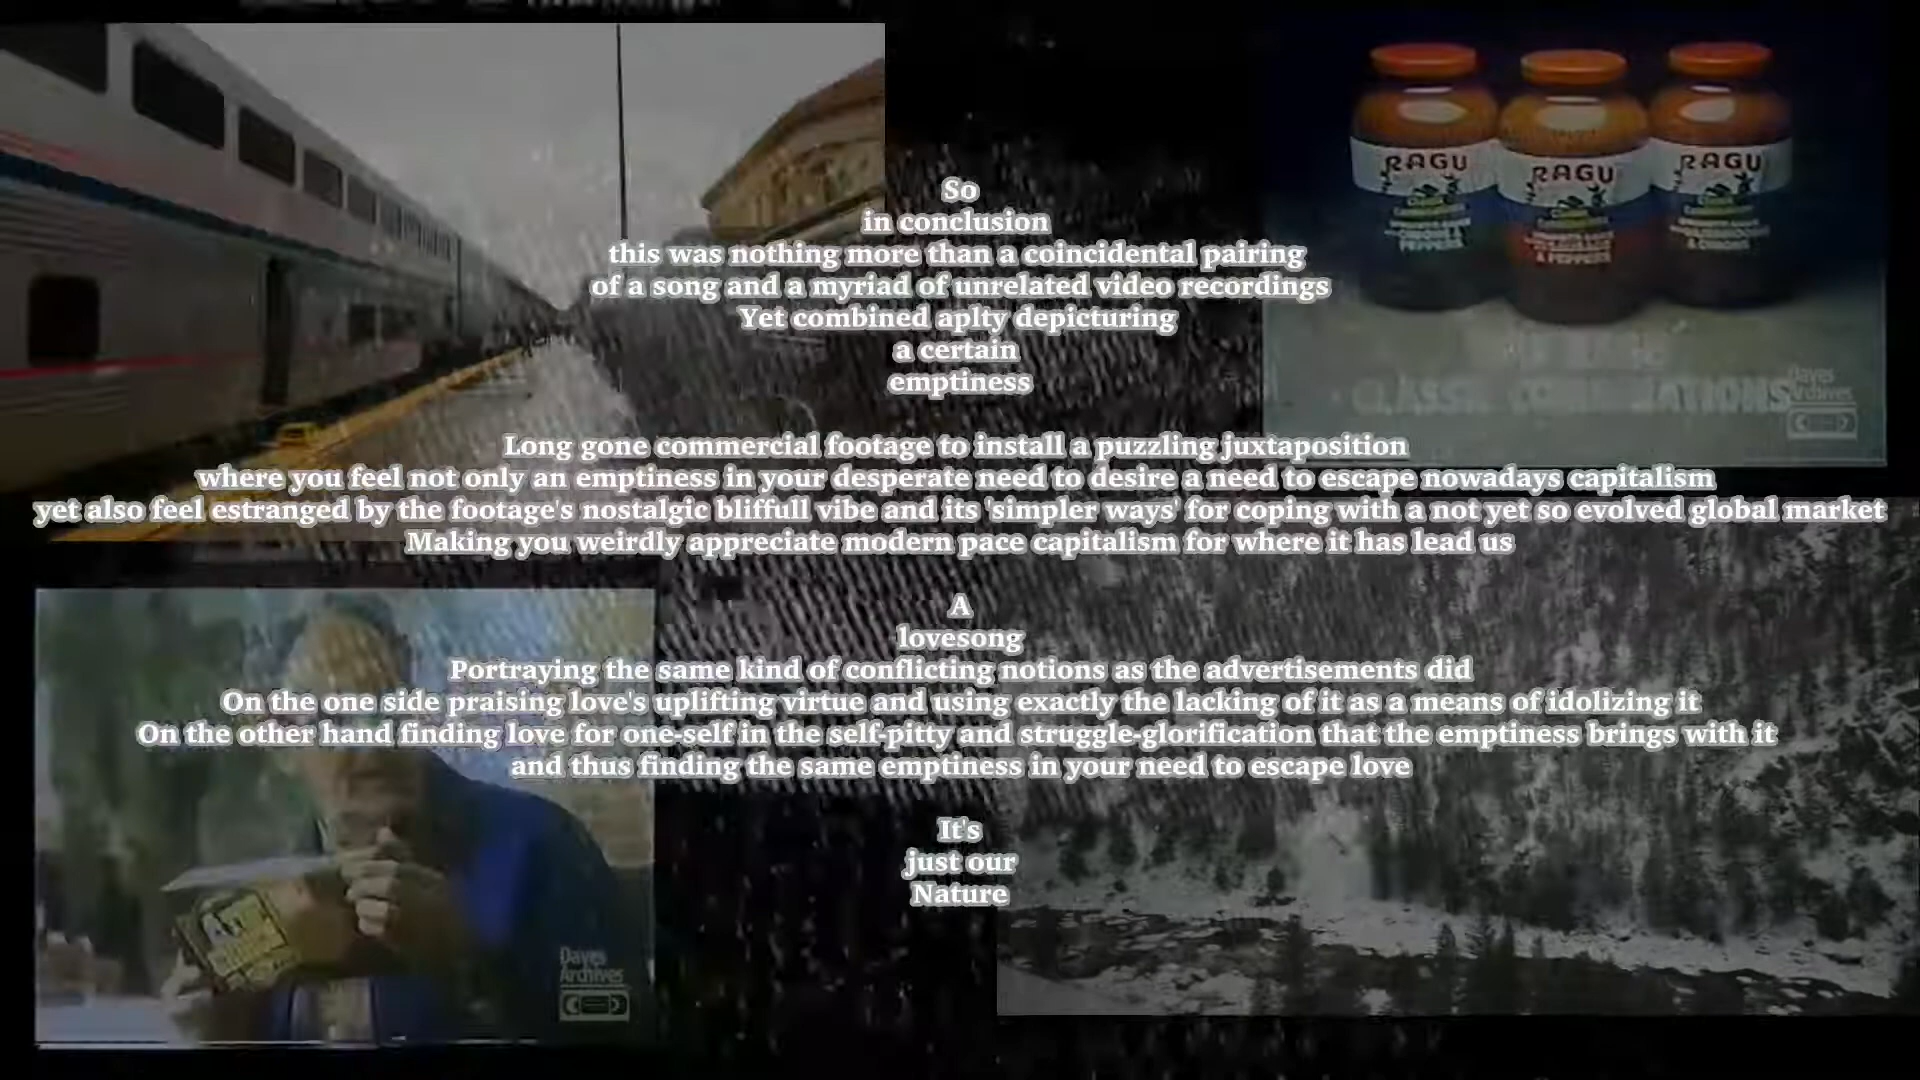 So
in conclusion
this was nothing more than a coincidental pairing
of a song and a myriad of unrelated video recordings
Yet combined aplty depicturing
a certain
emptiness
Long gone commercial footage to install a puzzling juxtaposition
where you feel not only an emptiness in your desperate need to desire a need to escape nowadays capitalism
yet also feel estranged by the footage's nostalgic bliffull vibe and its 'simpler ways' for coping with a not yet so evolved global market
Making you weirdly appreciate modern pace capitalism for where it has lead us
A
lovesong
Portraying the same kind of conflicting notions as the advertisements did
On the one side praising love's uplifting virtue and using exactly the lacking of it as a means of idolizing it
On the other hand finding love for one-self in the self-pitty and struggle-glorification that the emptiness brings with it
and thus finding the same emptiness in your need to escape love
It's
just our
Nature
RAGU
RAGU
RAGU
PEPPERS
& PEPPERS
& ONIONS
CLASSIC COMBINATIONS
Daves
Archives
Daves
Archives